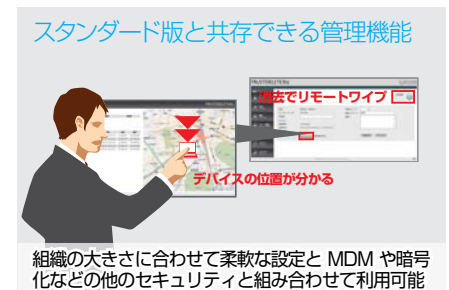 スタンダード版と共存できる管理機能
消去でリモートワイプ
デバイスの位置が分かる
組織の大きさに合わせて柔軟な設定と MDM や暗号
化などの他のセキュリティと組み合わせて利用可能